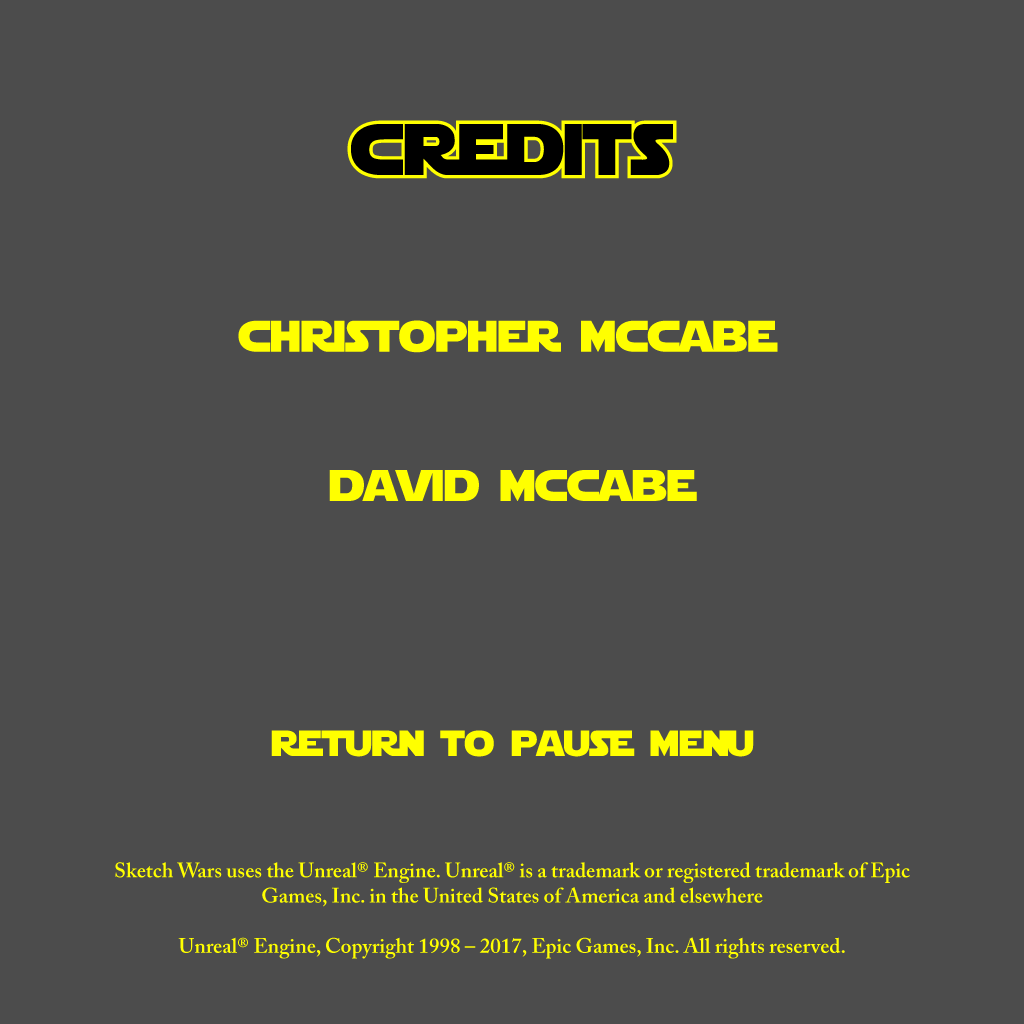 CREDITS
CHRISTOPHER MCCABE
DAVID MCCABE
RETURN TO PAUSE MENU
Sketch Wars uses the Unreal® Engine. Unreal® is a trademark or registered trademark of Epic
Games, Inc. in the United States of America and elsewhere
Unreal® Engine, Copyright 1998 – 2017, Epic Games, Inc. All rights reserved.